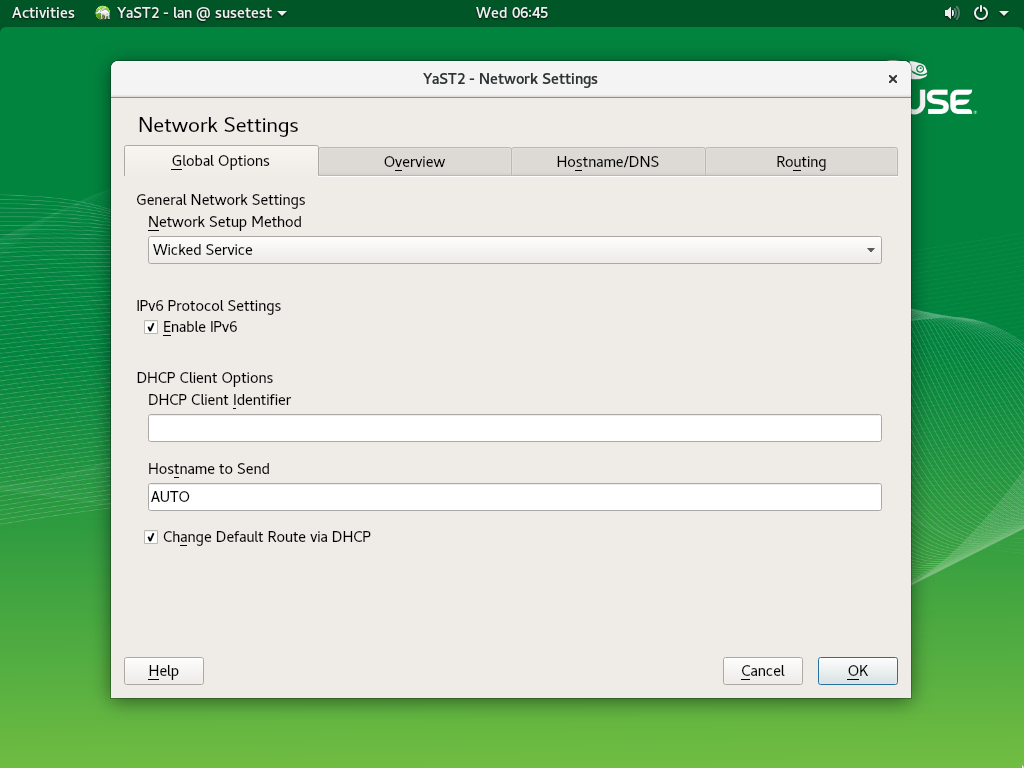 Activities YaST2 - lan @ susetest Wed 06:45
YaST2 - Network Settings
USE
Network Settings
Global Options Overview Hostname/DNS Routing
General Network Settings
Network Setup Method
Wicked Service
IPv6 Protocol Settings
Enable IPv6
DHCP Client Options
DHCP Client Identifier
Hostname to Send
AUTO
Change Default Route via DHCP
Help Cancel OK